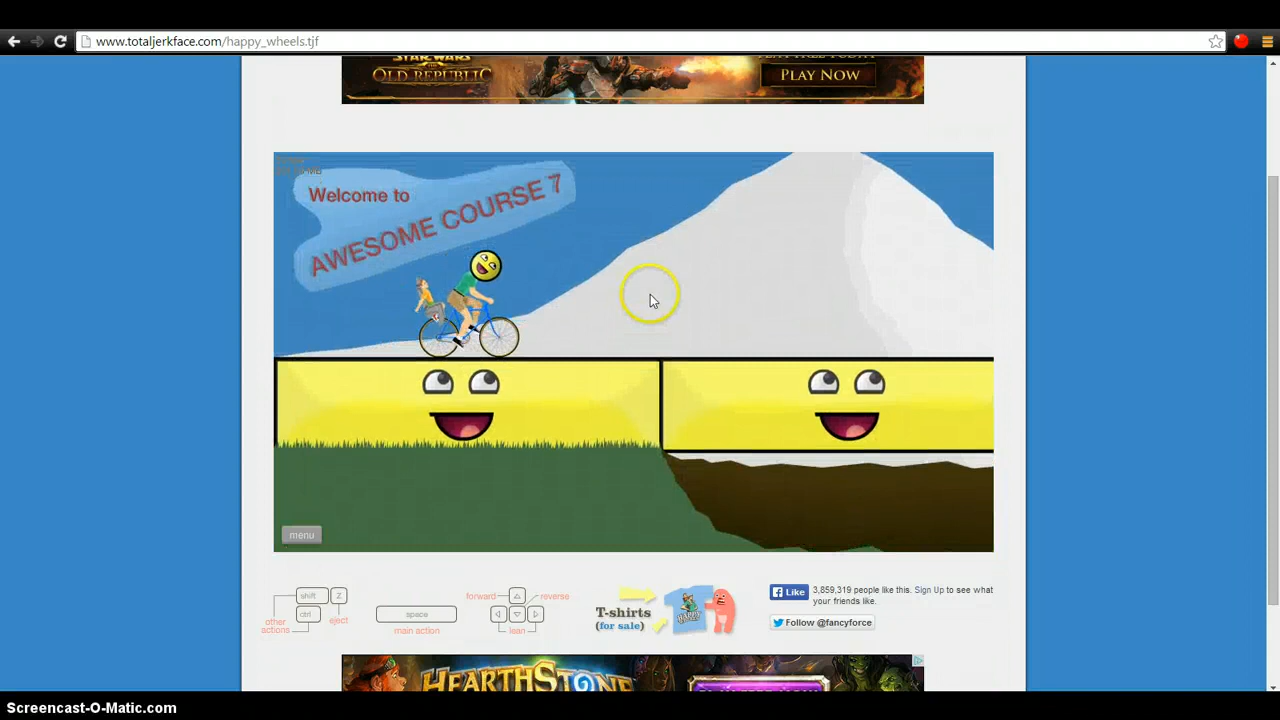 www.totaljerkface.com/happy_wheels.tjf
STAR WARS
OLD REPUBLIC
PLAY NOW
Welcome to
AWESOME COURSE 7
menu
shift
Z
ctrl
eject
other
actions
space
main action
forward
reverse
lean
T-shirts
(for sale)
Like
3,859,319 people like this. Sign Up to see what
your friends like.
Follow @fancyforce
HEARTHSTONE
Screencast-O-Matic.com